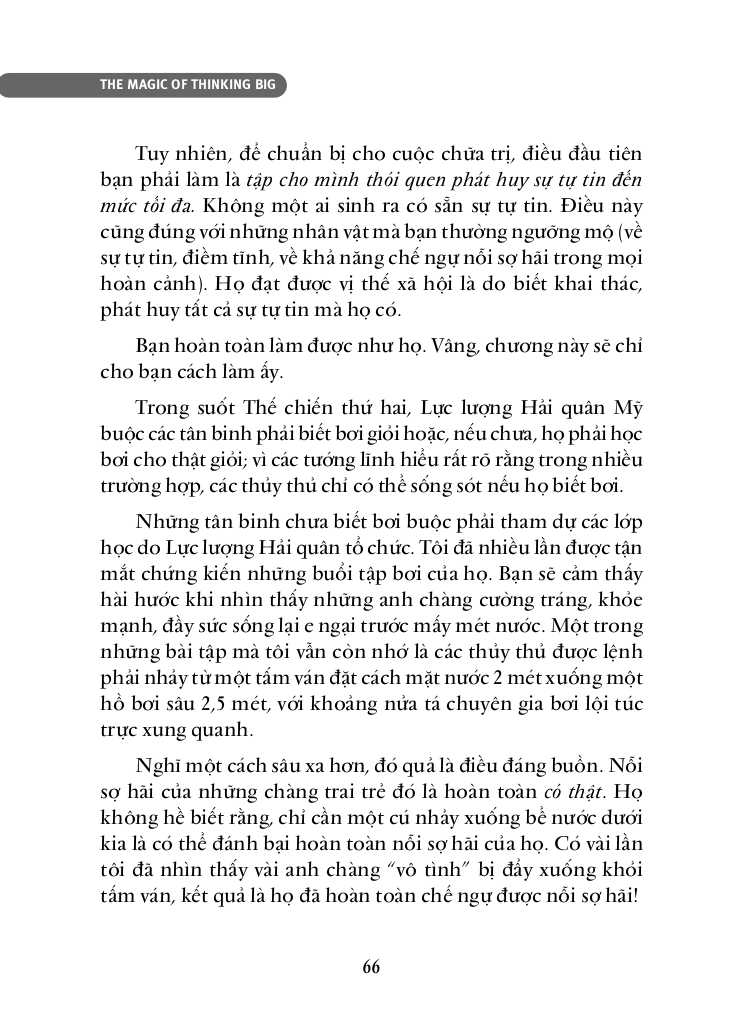 THE MAGIC OF THINKING BIG
Tuy nhiên, để chuẩn bị cho cuộc chữa trị, điều đầu tiên
bạn phải làm là tập cho mình thói quen phát huy sự tự tin đến
mức tối đa. Không một ai sinh ra có sẵn sự tự tin. Điều này
cũng đúng với những nhân vật mà bạn thường ngưỡng mộ (về
sự tự tin, điềm tĩnh, về khả năng chế ngự nỗi sợ hãi trong mọi
hoàn cảnh). Họ đạt được vị thế xã hội là do biết khai thác,
phát huy tất cả sự tự tin mà họ có.
Bạn hoàn toàn làm được như họ. Vâng, chương này sẽ chỉ
cho bạn cách làm ấy.
Trong suốt Thế chiến thứ hai, Lực lượng Hải quân Mỹ
buộc các tân binh phải biết bơi giỏi hoặc, nếu chưa, họ phải học
bơi cho thật giỏi; vì các tướng lĩnh hiểu rất rõ rằng trong nhiều
trường hợp, các thủy thủ chỉ có thể sống sót nếu họ biết bơi.
Những tân binh chưa biết bơi buộc phải tham dự các lớp
học do Lực lượng Hải quân tổ chức. Tôi đã nhiều lần được tận
mắt chứng kiến những buổi tập bơi của họ. Bạn sẽ cảm thấy
hài hước khi nhìn thấy những anh chàng cường tráng, khỏe
mạnh, đầy sức sống lại e ngại trước mấy mét nước. Một trong
những bài tập mà tôi vẫn còn nhớ là các thủy thủ được lệnh
phải nhảy từ một tấm ván đặt cách mặt nước 2 mét xuống một
hồ bơi sâu 2,5 mét, với khoảng nửa tá chuyên gia bơi lội túc
trực xung quanh.
Nghĩ một cách sâu xa hơn, đó quả là điều đáng buồn. Nỗi
sợ hãi của những chàng trai trẻ đó là hoàn toàn có thật. Họ
không hề biết rằng, chỉ cần một cú nhảy xuống bể nước dưới
kia là có thể đánh bại hoàn toàn nỗi sợ hãi của họ. Có vài lần
tôi đã nhìn thấy vài anh chàng “vô tình” bị đẩy xuống khỏi
tấm ván, kết quả là họ đã hoàn toàn chế ngự được nỗi sợ hãi!
66